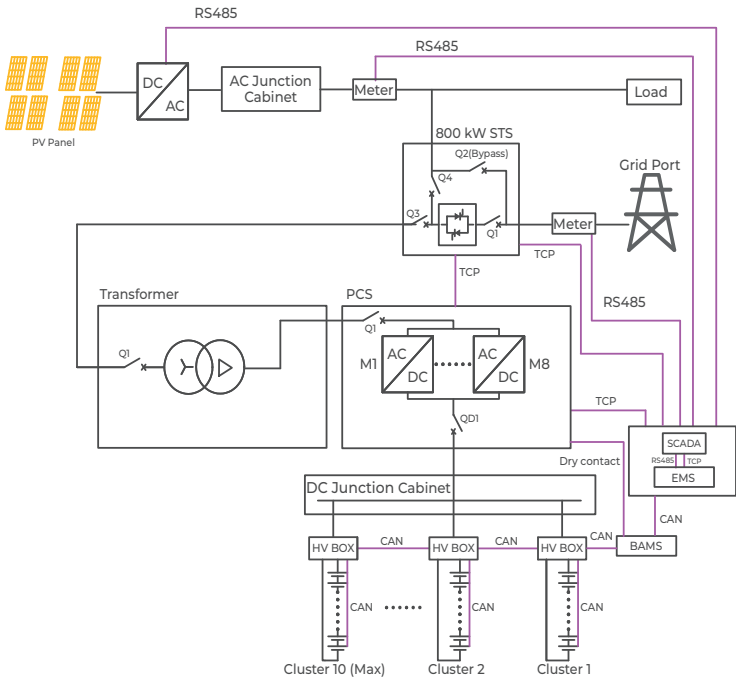 RS485
RS485
DC
AC
AC Junction
Cabinet
Meter
Load
PV Panel
800 kW STS
Q2(Bypass)
Q4
Q3
Q1
Grid Port
Meter
TCP
TCP
RS485
Transformer
PCS
Q1
Q1
M1
AC
DC
AC
DC
M8
QD1
TCP
SCADA
RS485
TCP
EMS
Dry contact
DC Junction Cabinet
CAN
HV BOX
CAN
HV BOX
CAN
HV BOX
CAN
BAMS
CAN
CAN
CAN
Cluster 10 (Max)
Cluster 2
Cluster 1